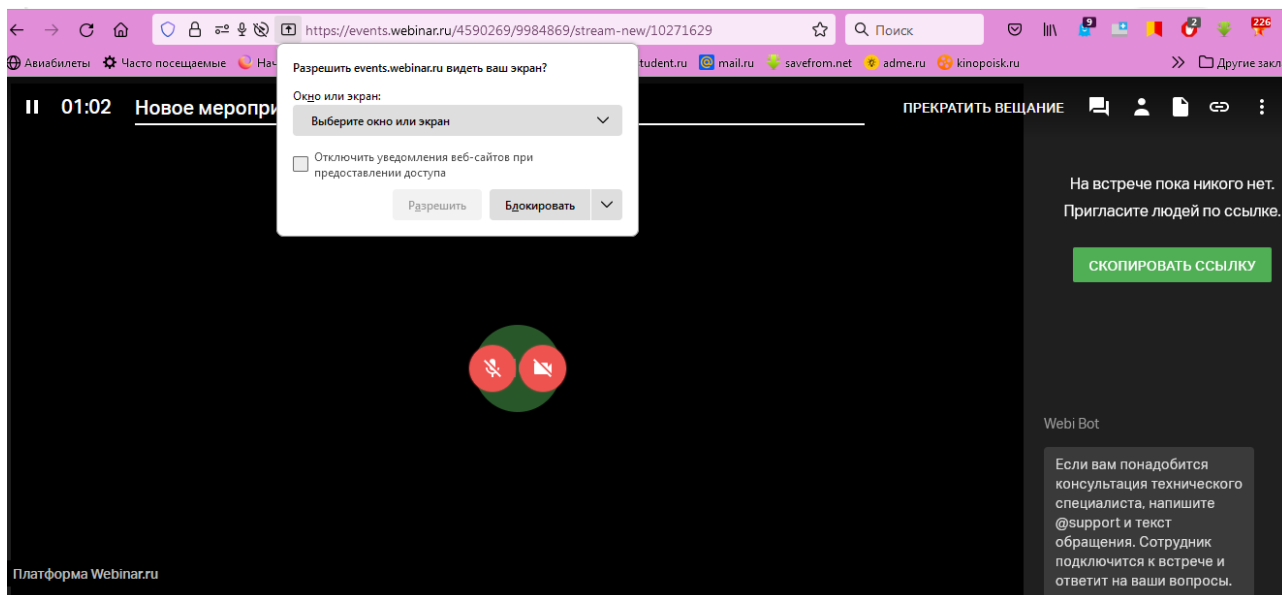 https://events.webinar.ru/4590269/9984869/stream-new/10271629
Поиск
9
2
226
Авиабилеты
Часто посещаемые
Нач
tudent.ru
mail.ru
savefrom.net
adme.ru
kinopoisk.ru
Другие закл
Разрешить events.webinar.ru видеть ваш экран?
Окно или экран:
Выберите окно или экран
Отключить уведомления веб-сайтов при
предоставлении доступа
Разрешить
Блокировать
01:02
Новое меропри
ПРЕКРАТИТЬ ВЕЩАНИЕ
На встрече пока никого нет.
Пригласите людей по ссылке.
СКОПИРОВАТЬ ССЫЛКУ
Webi Bot
Если вам понадобится
консультация технического
специалиста, напишите
@support и текст
обращения. Сотрудник
подключится к встрече и
ответит на ваши вопросы.
Платформа Webinar.ru